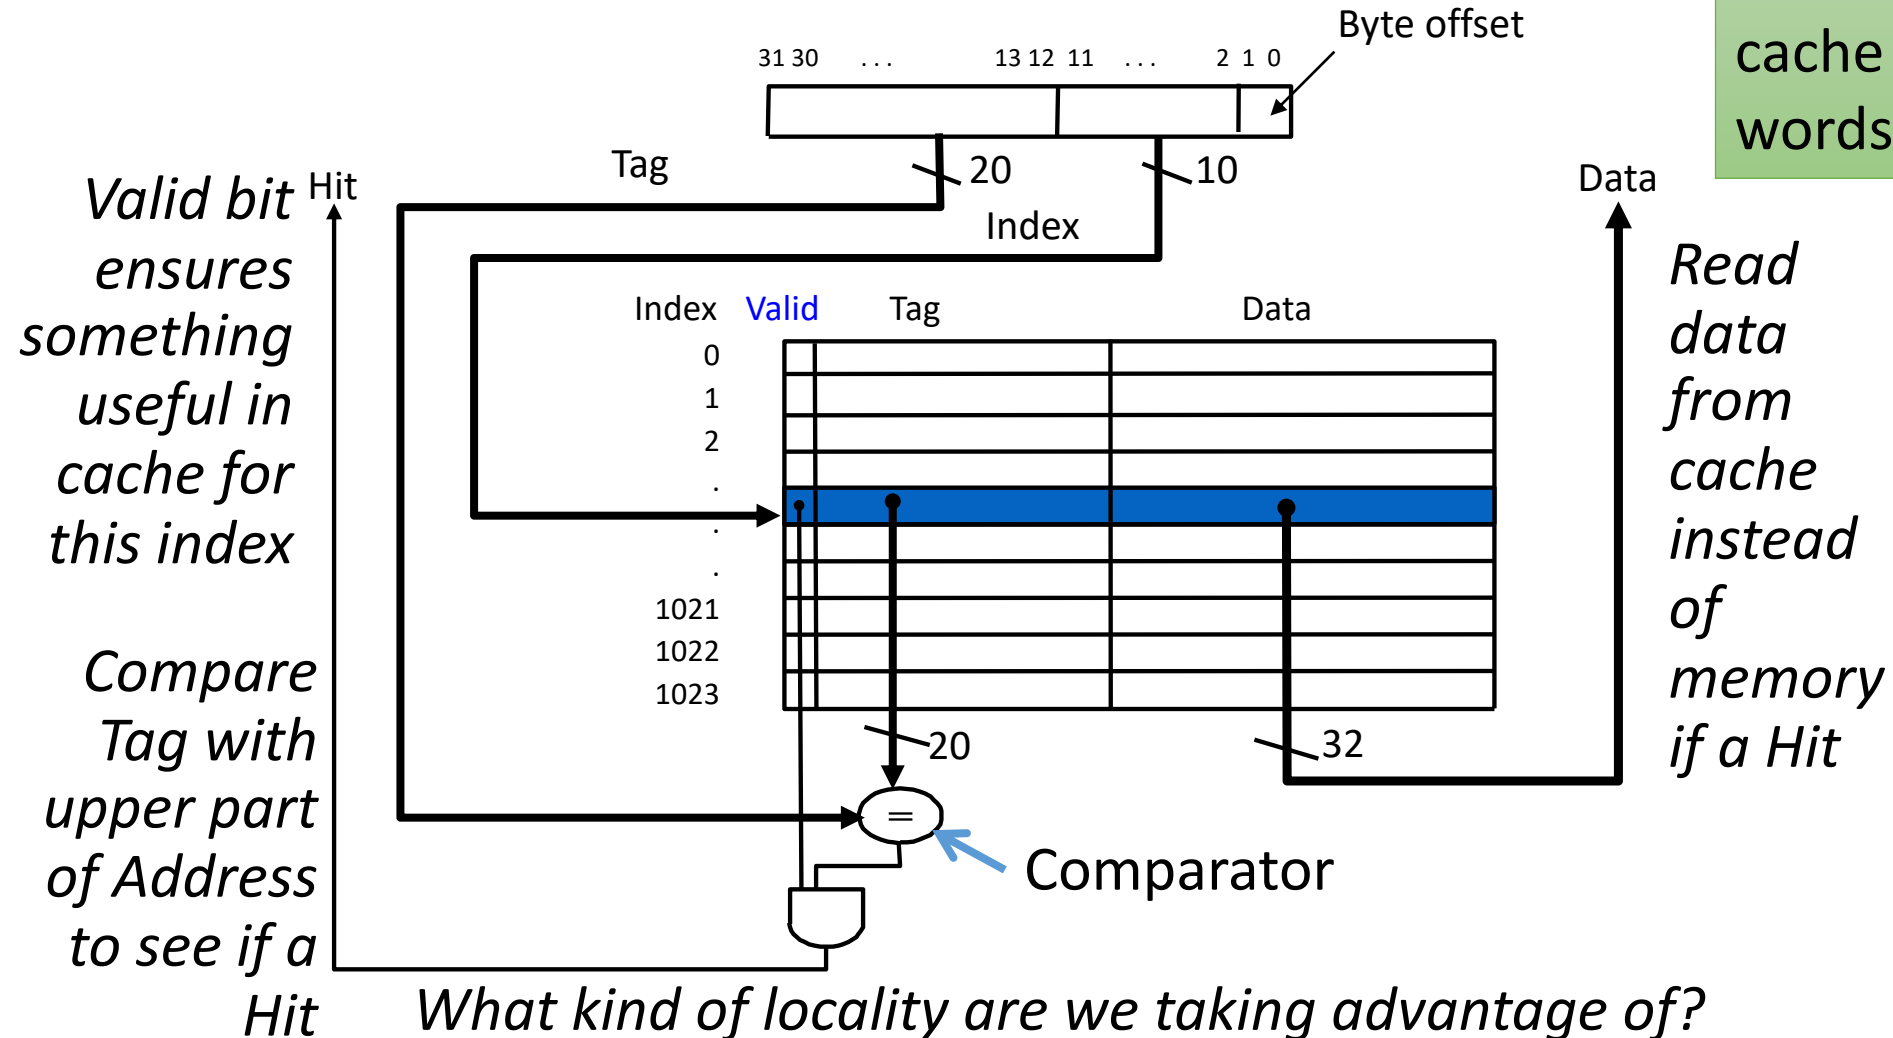 Byte offset
cache
words
31 30 . . . 13 12 11 . . . 2 1 0
Tag
20
10
Index
Hit
Data
Valid bit
ensures
something
useful in
cache for
this index
Compare
Tag with
upper part
of Address
to see if a
Hit
Index Valid Tag Data
0
1
2
.
.
.
1021
1022
1023
20
32
=
Comparator
Read
data
from
cache
instead
of
memory
if a Hit
What kind of locality are we taking advantage of?